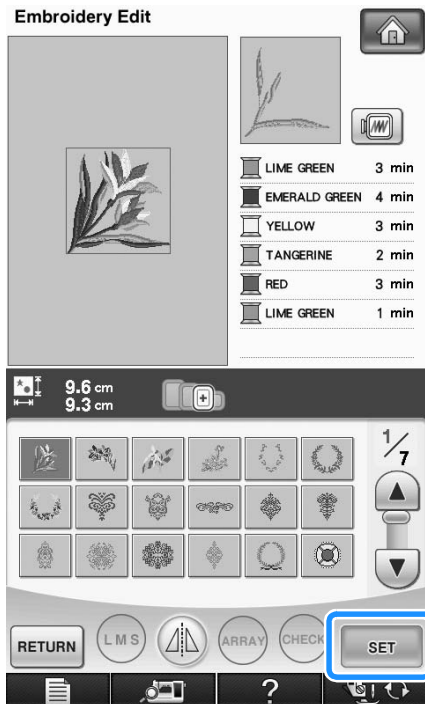 Embroidery Edit
LIME GREEN 3 min
EMERALD GREEN 4 min
YELLOW 3 min
TANGERINE 2 min
RED 3 min
LIME GREEN 1 min
9.6 cm
9.3 cm
1/7
RETURN
L M S
ARRAY
CHECK
SET
?